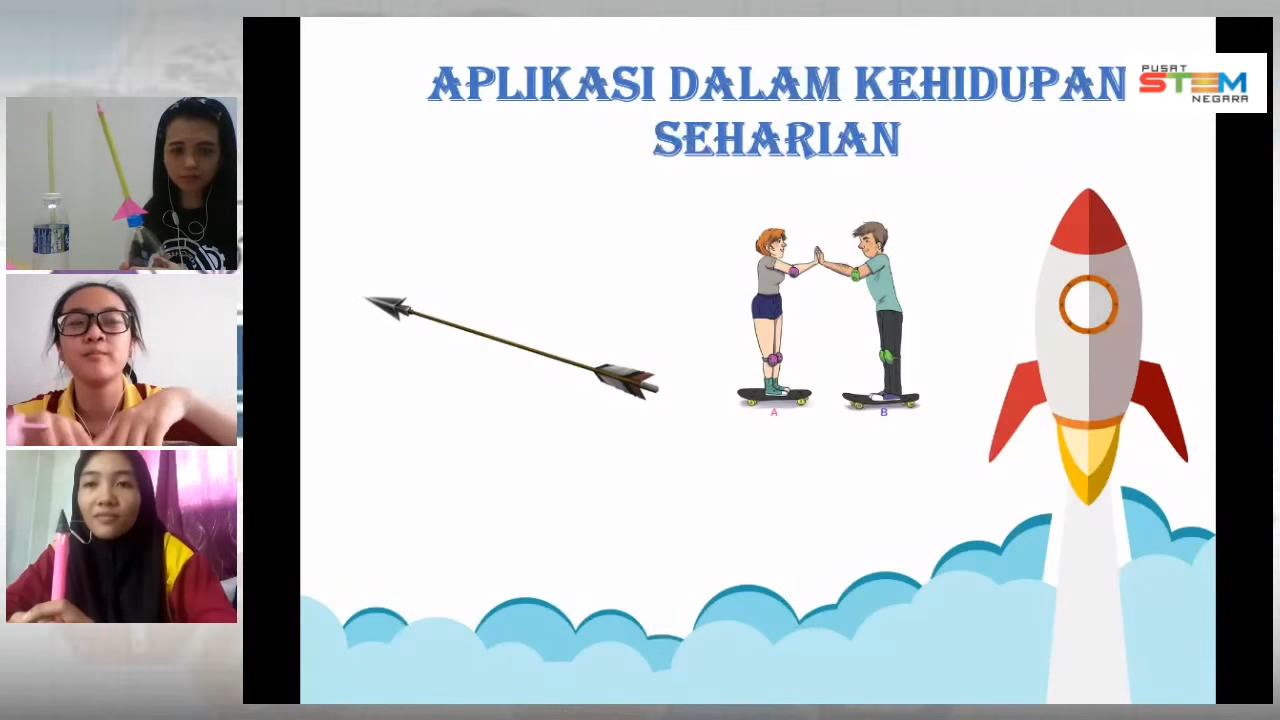 APLIKASI DALAM KEHIDUPAN
SEHARIAN
PUSAT
STEM
NEGARA
A
B